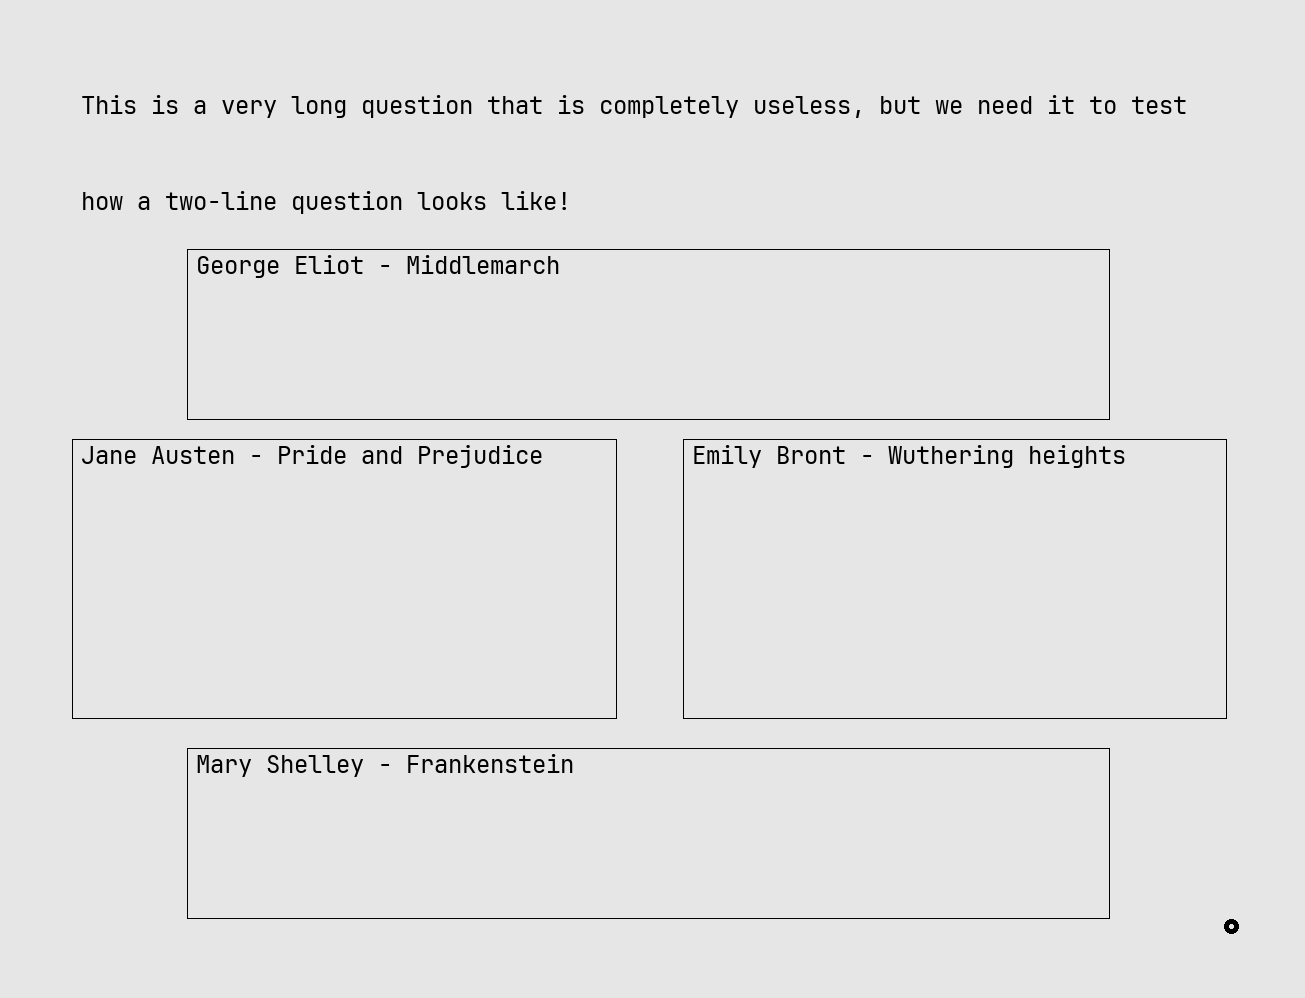 This is a very long question that is completely useless, but we need it to test
how a two-line question looks like!
George Eliot - Middlemarch
Jane Austen - Pride and Prejudice
Emily Bront - Wuthering heights
Mary Shelley - Frankenstein